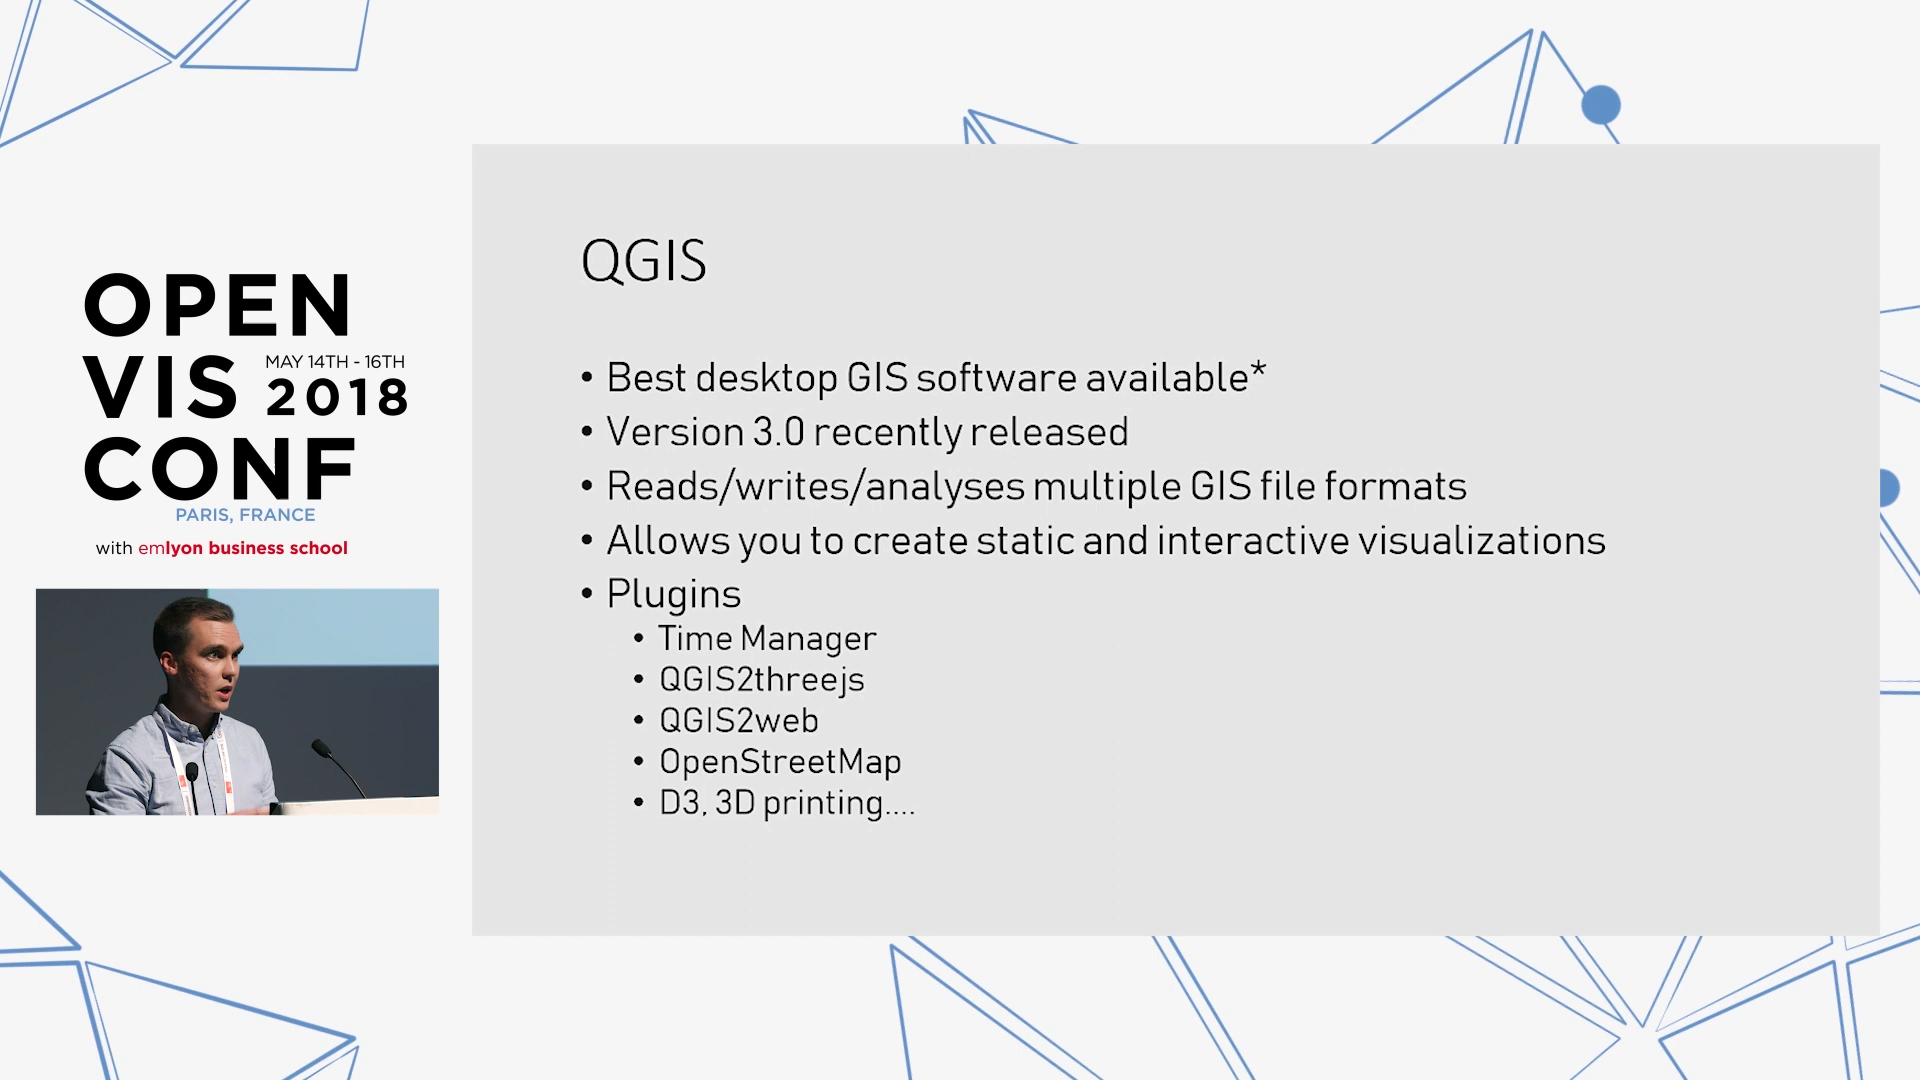 OPEN
VIS
MAY 14TH - 16TH
2018
CONF
PARIS, FRANCE
with emlyon business school
QGIS
• Best desktop GIS software available*
• Version 3.0 recently released
• Reads/writes/analyses multiple GIS file formats
• Allows you to create static and interactive visualizations
• Plugins
• Time Manager
• QGIS2threejs
• QGIS2web
• OpenStreetMap
• D3, 3D printing....